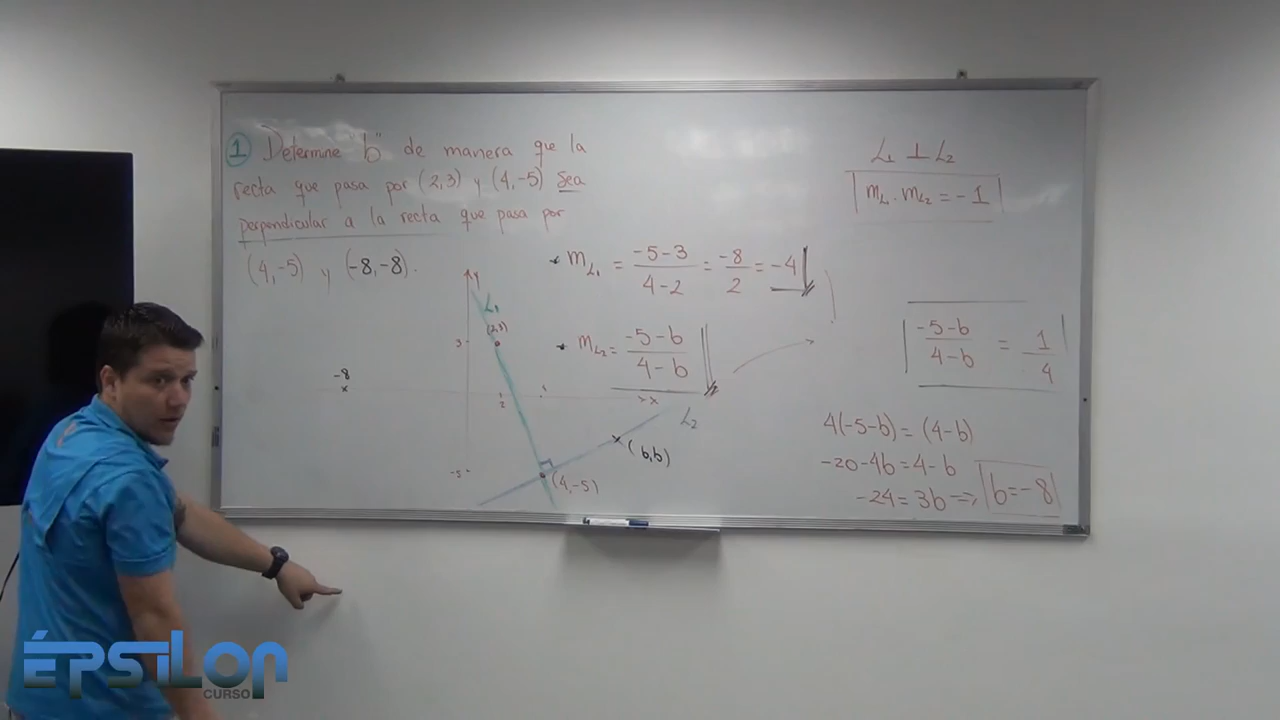 1 Determine "b" de manera que la
recta que pasa por (2,3) y (4,-5) sea
perpendicular a la recta que pasa por
(4,-5) y (-8,-8).
L₁ ⊥ L₂
m_L₁ . m_L₂ = -1
* m_L₁ = (-5-3)/(4-2) = -8/2 = -4
* m_L₂ = (-5-b)/(4-b)
(-5-b)/(4-b) = 1/4
4(-5-b) = (4-b)
-20-4b = 4-b
-24 = 3b => b = -8
y
L₁
(2,3)
3
-8
2
x
L₂
(b,b)
-5
(4,-5)
ÉPSILON
CURSO